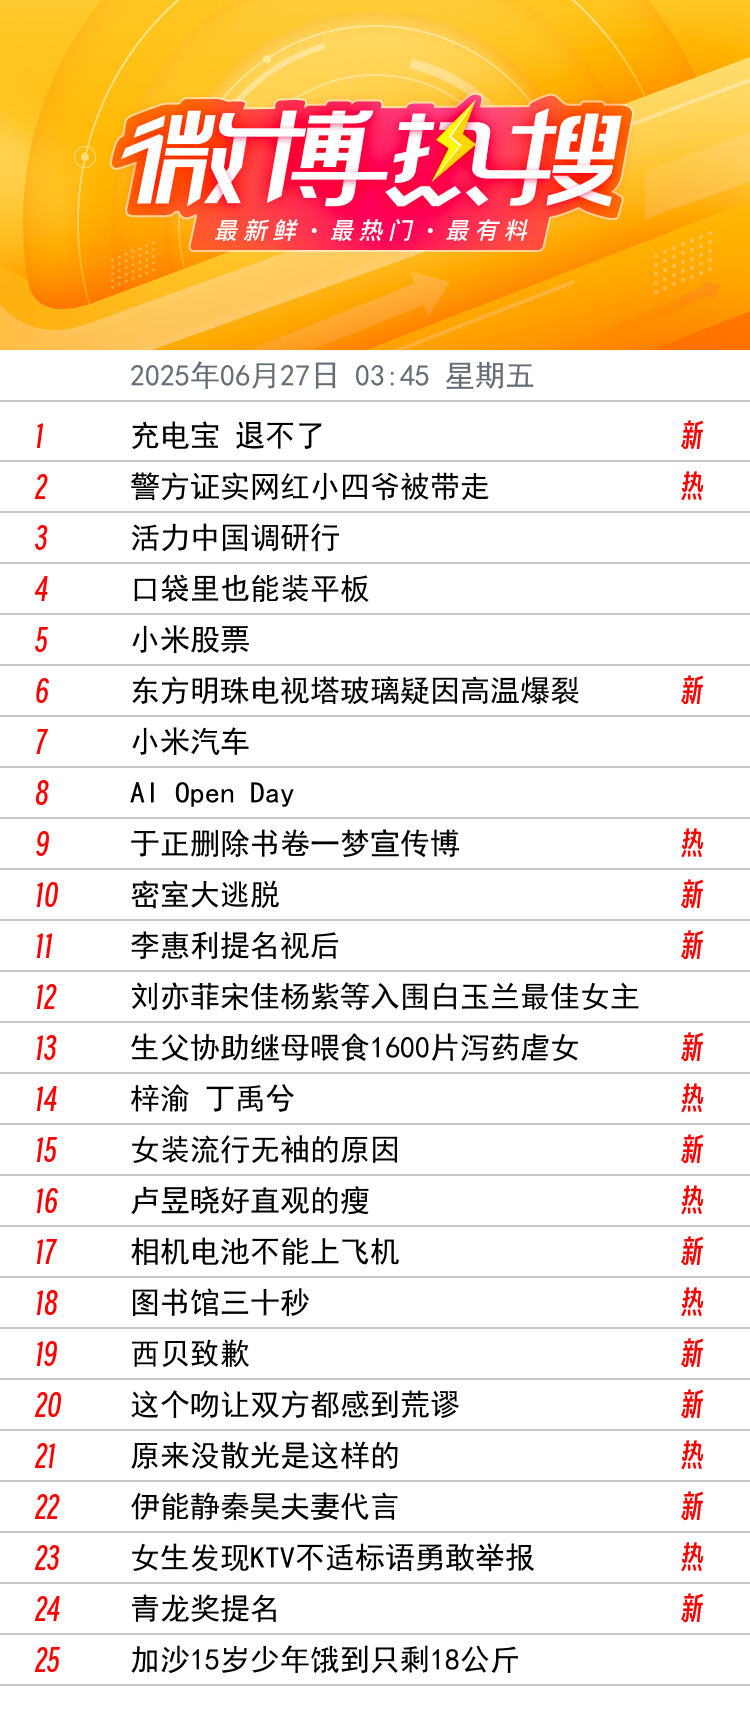 微博热搜
最新鲜·最热门·最有料
2025年06月27日 03:45 星期五
1 充电宝 退不了 新
2 警方证实网红小四爷被带走 热
3 活力中国调研行
4 口袋里也能装平板
5 小米股票
6 东方明珠电视塔玻璃疑因高温爆裂 新
7 小米汽车
8 AI Open Day
9 于正删除书卷一梦宣传博 热
10 密室大逃脱 新
11 李惠利提名视后 新
12 刘亦菲宋佳杨紫等入围白玉兰最佳女主
13 生父协助继母喂食1600片泻药虐女 新
14 梓渝 丁禹兮 热
15 女装流行无袖的原因 新
16 卢昱晓好直观的瘦 热
17 相机电池不能上飞机 新
18 图书馆三十秒 热
19 西贝致歉 新
20 这个吻让双方都感到荒谬 新
21 原来没散光是这样的 热
22 伊能静秦昊夫妻代言 新
23 女生发现KTV不适标语勇敢举报 热
24 青龙奖提名 新
25 加沙15岁少年饿到只剩18公斤